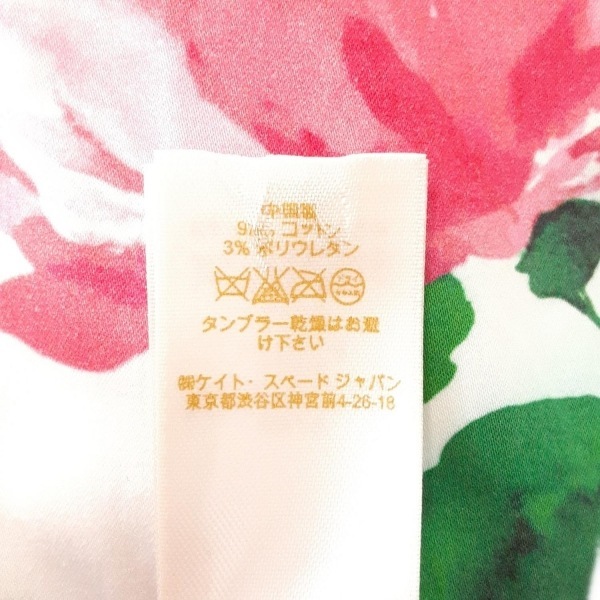 中国製
97% コットン
3% ポリウレタン
タンブラー乾燥はお避
け下さい
㈱ケイト・スペード ジャパン
東京都渋谷区神宮前4-26-18